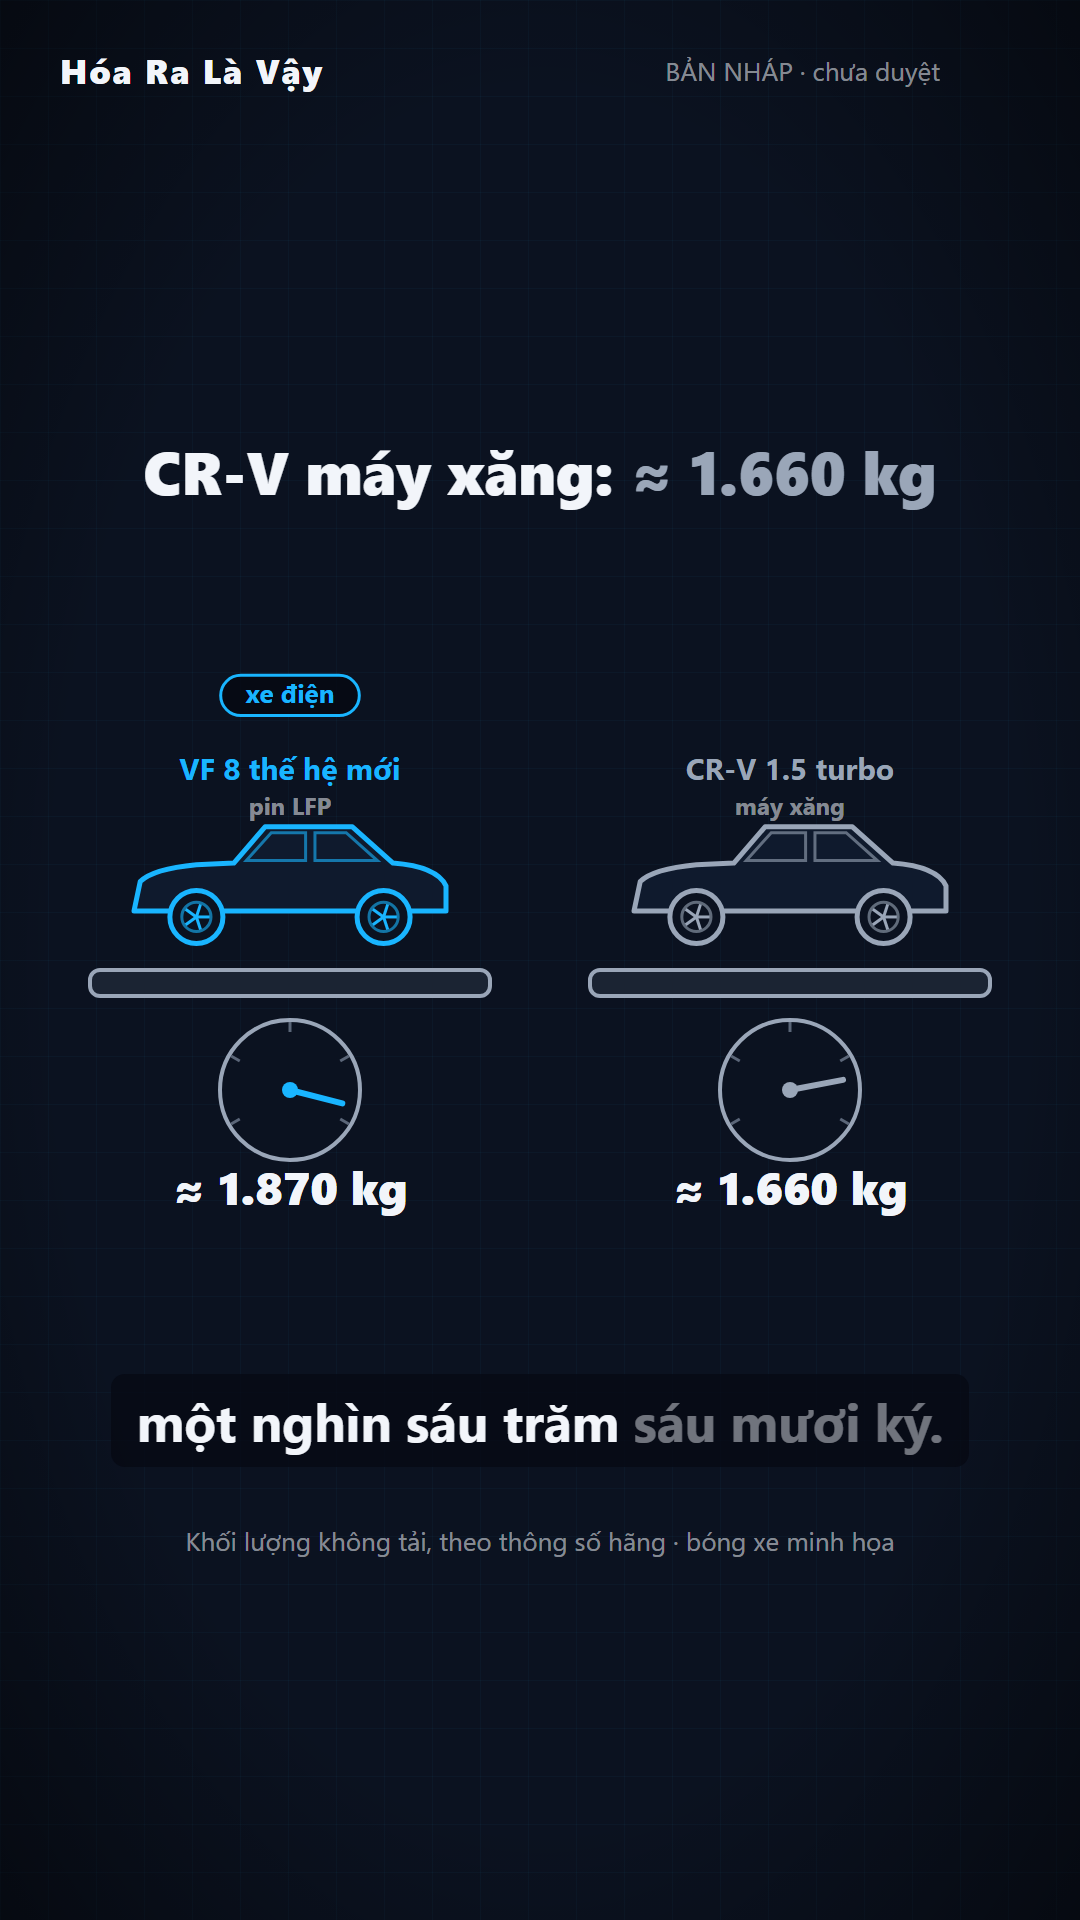 Hóa Ra Là Vậy
BẢN NHÁP · chưa duyệt
CR-V máy xăng: ≈ 1.660 kg
xe điện
VF 8 thế hệ mới
pin LFP
CR-V 1.5 turbo
máy xăng
≈ 1.870 kg
≈ 1.660 kg
một nghìn sáu trăm sáu mươi ký.
Khối lượng không tải, theo thông số hãng · bóng xe minh họa